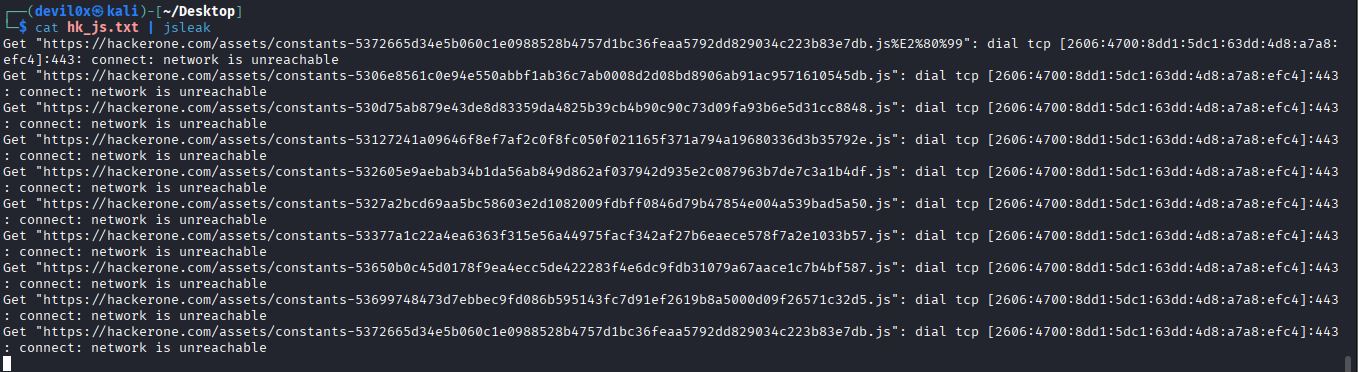 ┌──(devil0x㉿kali)-[~/Desktop]
└─$ cat hk_js.txt | jsleak
Get "https://hackerone.com/assets/constants-5372665d34e5b060c1e0988528b4757d1bc36feaa5792dd829034c223b83e7db.js%E2%80%99": dial tcp [2606:4700:8dd1:5dc1:63dd:4d8:a7a8:
efc4]:443: connect: network is unreachable
Get "https://hackerone.com/assets/constants-5306e8561c0e94e550abbf1ab36c7ab0008d2d08bd8906ab91ac9571610545db.js": dial tcp [2606:4700:8dd1:5dc1:63dd:4d8:a7a8:efc4]:443
: connect: network is unreachable
Get "https://hackerone.com/assets/constants-530d75ab879e43de8d83359da4825b39cb4b90c90c73d09fa93b6e5d31cc8848.js": dial tcp [2606:4700:8dd1:5dc1:63dd:4d8:a7a8:efc4]:443
: connect: network is unreachable
Get "https://hackerone.com/assets/constants-53127241a09646f8ef7af2c0f8fc050f021165f371a794a19680336d3b35792e.js": dial tcp [2606:4700:8dd1:5dc1:63dd:4d8:a7a8:efc4]:443
: connect: network is unreachable
Get "https://hackerone.com/assets/constants-532605e9aebab34b1da56ab849d862af037942d935e2c087963b7de7c3a1b4df.js": dial tcp [2606:4700:8dd1:5dc1:63dd:4d8:a7a8:efc4]:443
: connect: network is unreachable
Get "https://hackerone.com/assets/constants-5327a2bcd69aa5bc58603e2d1082009fdbff0846d79b47854e004a539bad5a50.js": dial tcp [2606:4700:8dd1:5dc1:63dd:4d8:a7a8:efc4]:443
: connect: network is unreachable
Get "https://hackerone.com/assets/constants-53377a1c22a4ea6363f315e56a44975facf342af27b6eaece578f7a2e1033b57.js": dial tcp [2606:4700:8dd1:5dc1:63dd:4d8:a7a8:efc4]:443
: connect: network is unreachable
Get "https://hackerone.com/assets/constants-53650b0c45d0178f9ea4ecc5de422283f4e6dc9fdb31079a67aace1c7b4bf587.js": dial tcp [2606:4700:8dd1:5dc1:63dd:4d8:a7a8:efc4]:443
: connect: network is unreachable
Get "https://hackerone.com/assets/constants-53699748473d7ebbec9fd086b595143fc7d91ef2619b8a5000d09f26571c32d5.js": dial tcp [2606:4700:8dd1:5dc1:63dd:4d8:a7a8:efc4]:443
: connect: network is unreachable
Get "https://hackerone.com/assets/constants-5372665d34e5b060c1e0988528b4757d1bc36feaa5792dd829034c223b83e7db.js": dial tcp [2606:4700:8dd1:5dc1:63dd:4d8:a7a8:efc4]:443
: connect: network is unreachable